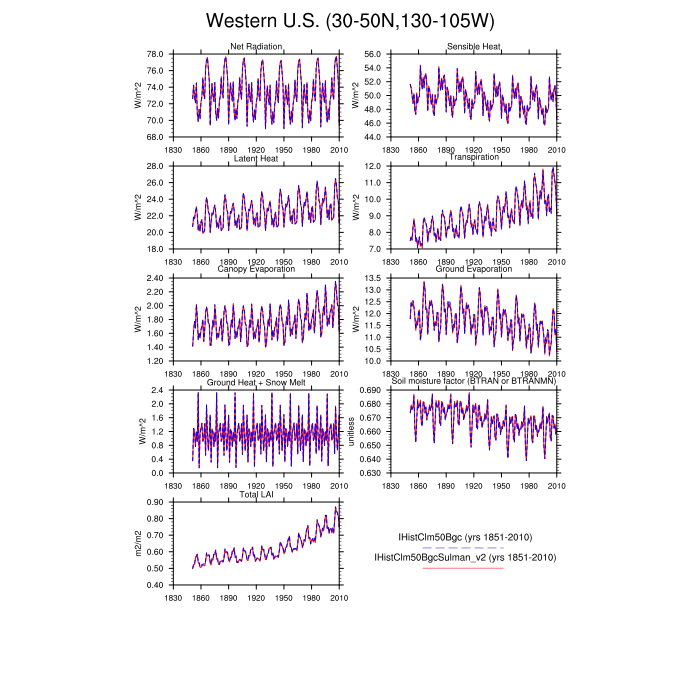 Western U.S. (30-50N,130-105W)
Net Radiation
W/m^2
78.0
76.0
74.0
72.0
70.0
68.0
1830 1860 1890 1920 1950 1980 2010
Sensible Heat
W/m^2
56.0
54.0
52.0
50.0
48.0
46.0
44.0
1830 1860 1890 1920 1950 1980 2010
Latent Heat
W/m^2
28.0
26.0
24.0
22.0
20.0
18.0
1830 1860 1890 1920 1950 1980 2010
Transpiration
W/m^2
12.0
11.0
10.0
9.0
8.0
7.0
1830 1860 1890 1920 1950 1980 2010
Canopy Evaporation
W/m^2
2.40
2.20
2.00
1.80
1.60
1.40
1.20
1830 1860 1890 1920 1950 1980 2010
Ground Evaporation
W/m^2
13.5
13.0
12.5
12.0
11.5
11.0
10.5
10.0
1830 1860 1890 1920 1950 1980 2010
Ground Heat + Snow Melt
W/m^2
2.4
2.0
1.6
1.2
0.8
0.4
0.0
1830 1860 1890 1920 1950 1980 2010
Soil moisture factor (BTRAN or BTRANMN)
unitless
0.690
0.680
0.670
0.660
0.650
0.640
0.630
1830 1860 1890 1920 1950 1980 2010
Total LAI
m2/m2
0.90
0.80
0.70
0.60
0.50
0.40
1830 1860 1890 1920 1950 1980 2010
IHistClm50Bgc (yrs 1851-2010)
IHistClm50BgcSulman_v2 (yrs 1851-2010)